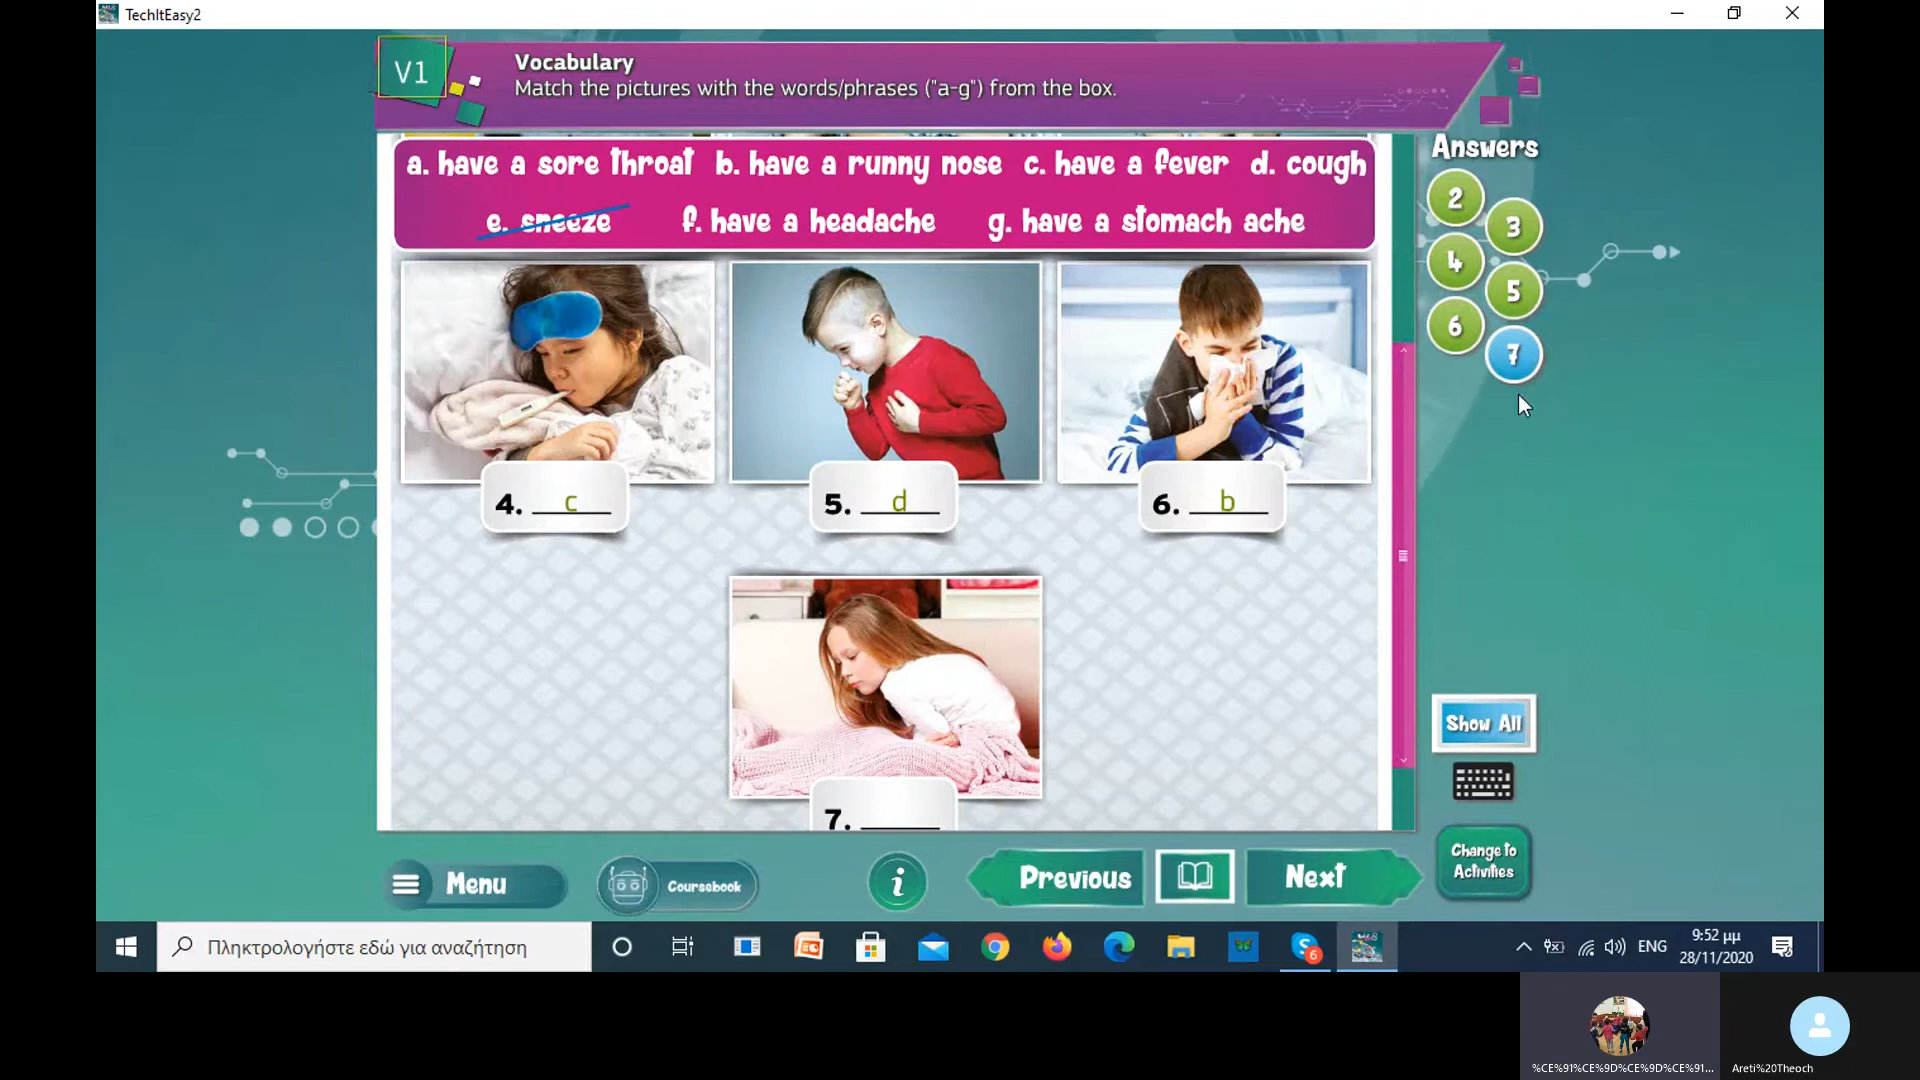 TechItEasy2
V1
Vocabulary
Match the pictures with the words/phrases ("a-g") from the box.
a. have a sore throat b. have a runny nose c. have a fever d. cough
e. sneeze f. have a headache g. have a stomach ache
Answers
2
3
4
5
6
7
4. c
5. d
6. b
7.
Show All
Change to
Activities
Menu
Coursebook
i
Previous
Next
Πληκτρολογήστε εδώ για αναζήτηση
6
ENG
9:52 μμ
28/11/2020
%CE%91%CE%9D%CE%9D%CE%91...
Areti%20Theoch